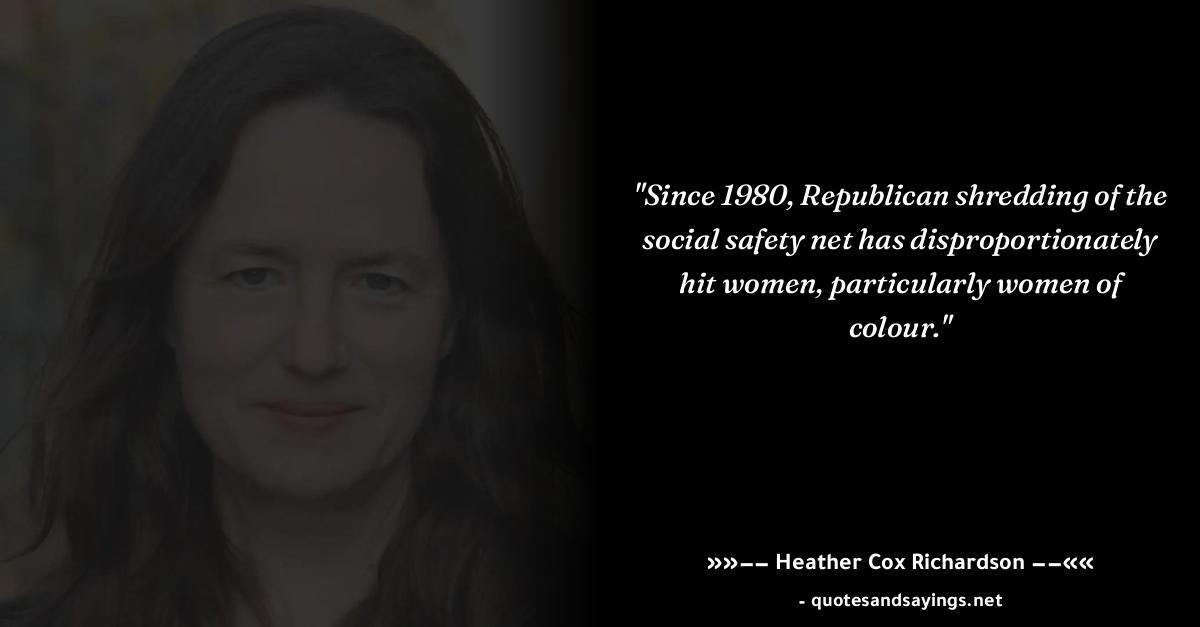 "Since 1980, Republican shredding of the
social safety net has disproportionately
hit women, particularly women of
colour."
»»−− Heather Cox Richardson −−««
- quotesandsayings.net